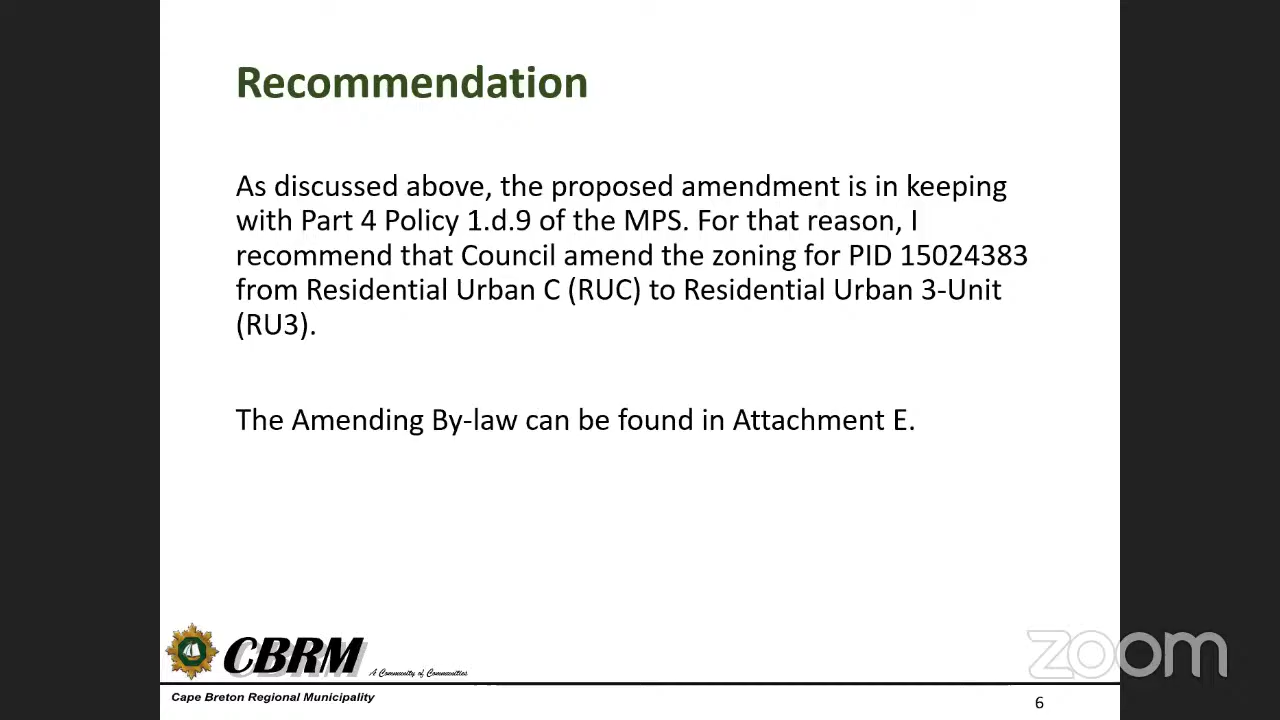 Recommendation
As discussed above, the proposed amendment is in keeping
with Part 4 Policy 1.d.9 of the MPS. For that reason, I
recommend that Council amend the zoning for PID 15024383
from Residential Urban C (RUC) to Residential Urban 3-Unit
(RU3).
The Amending By-law can be found in Attachment E.
CBRM
A Community of Communities
Cape Breton Regional Municipality
zoom
6